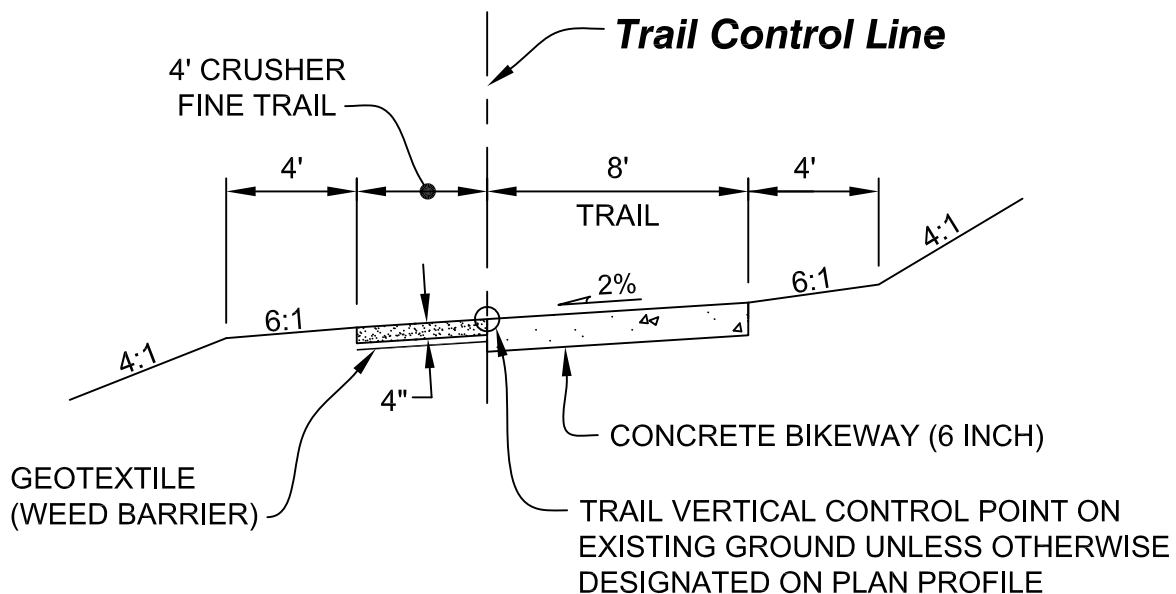 Trail Control Line
4' CRUSHER
FINE TRAIL
4'
8'
4'
TRAIL
4:1
2%
6:1
6:1
4:1
4"
CONCRETE BIKEWAY (6 INCH)
GEOTEXTILE
(WEED BARRIER)
TRAIL VERTICAL CONTROL POINT ON
EXISTING GROUND UNLESS OTHERWISE
DESIGNATED ON PLAN PROFILE